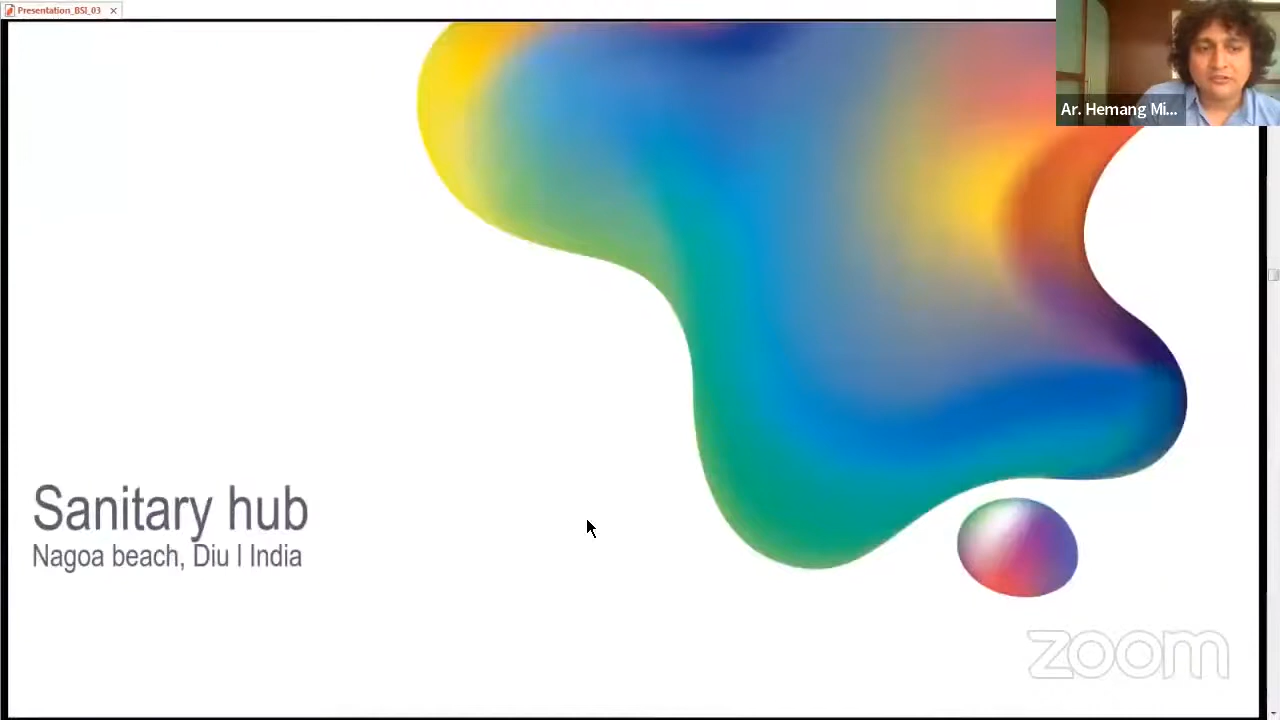 Presentation_BSI_03
Ar. Hemang Mi...
Sanitary hub
Nagoa beach, Diu I India
zoom